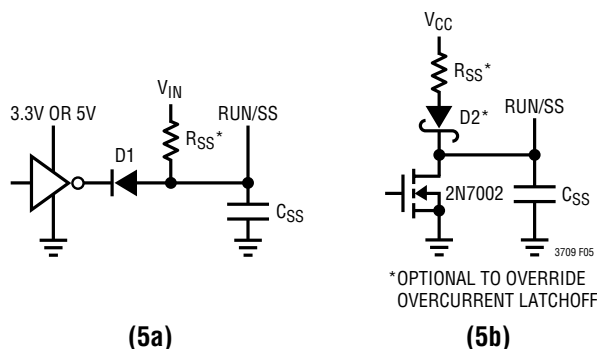 V_IN
3.3V OR 5V
R_SS*
RUN/SS
D1
C_SS
(5a)
V_CC
R_SS*
D2*
RUN/SS
2N7002
C_SS
3709 F05
*OPTIONAL TO OVERRIDE
OVERCURRENT LATCHOFF
(5b)